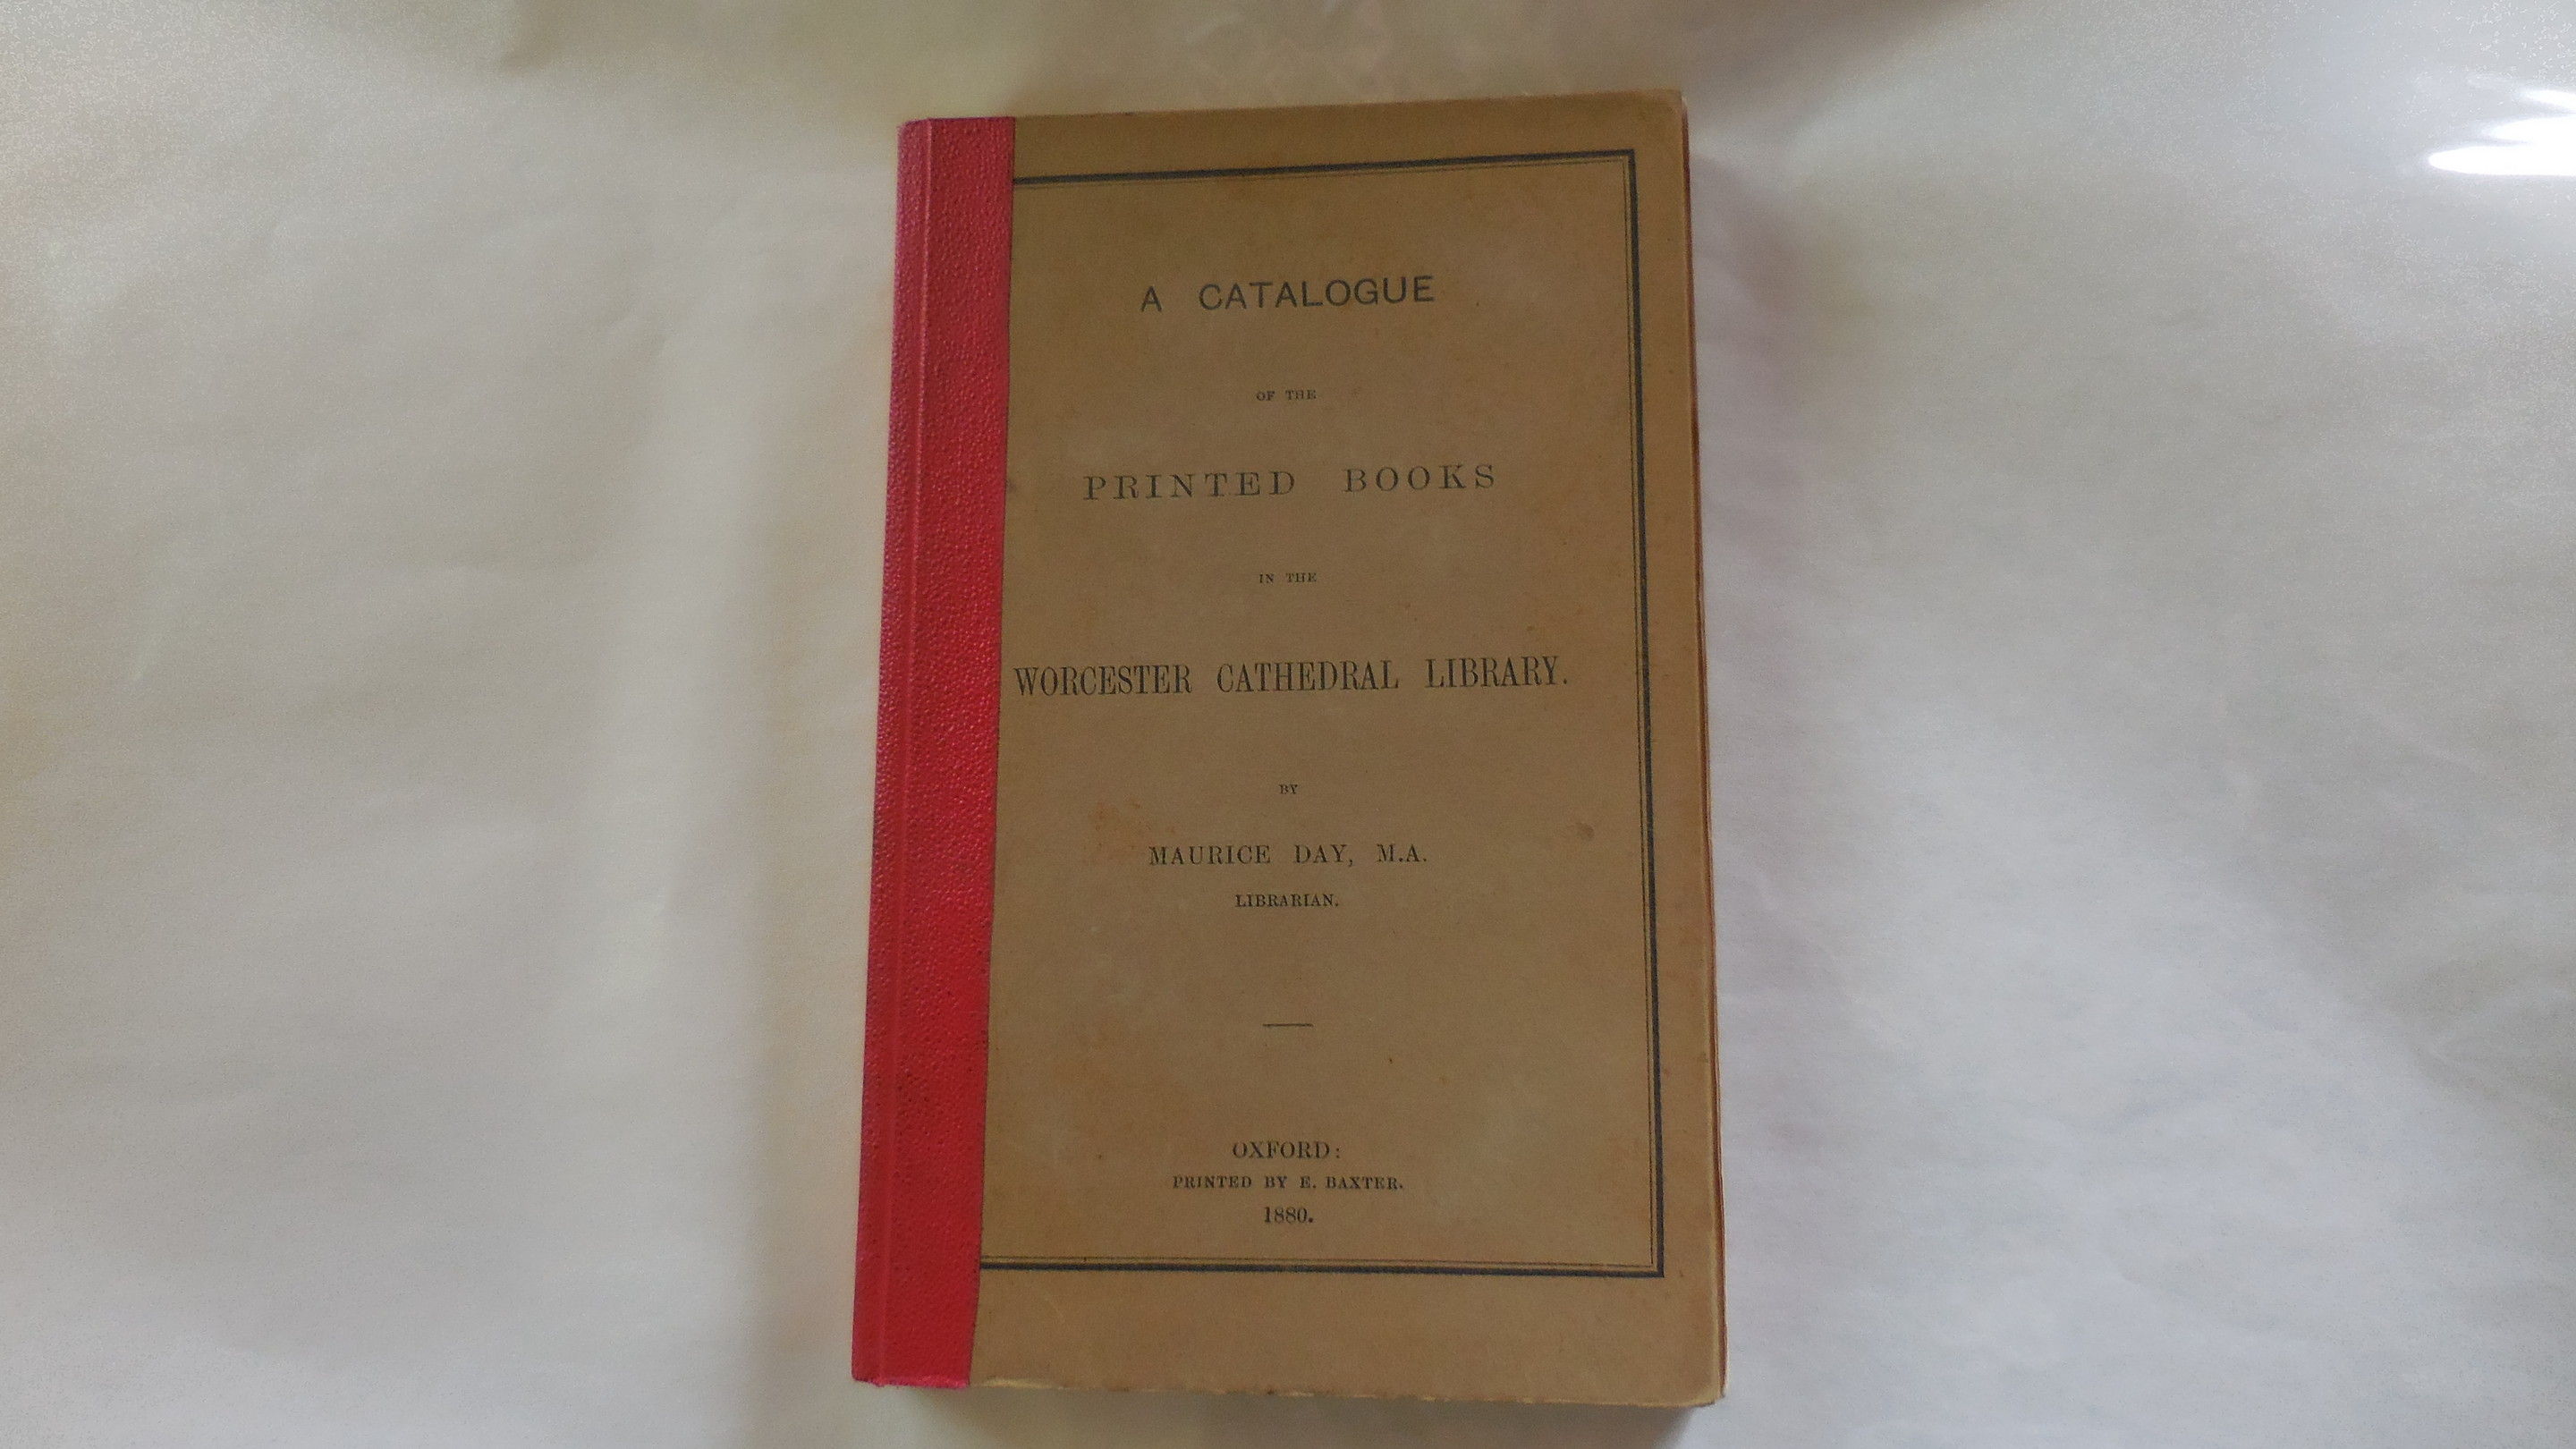 A CATALOGUE
OF THE
PRINTED BOOKS
IN THE
WORCESTER CATHEDRAL LIBRARY.
BY
MAURICE DAY, M.A.
LIBRARIAN.
OXFORD:
PRINTED BY E. BAXTER.
1880.